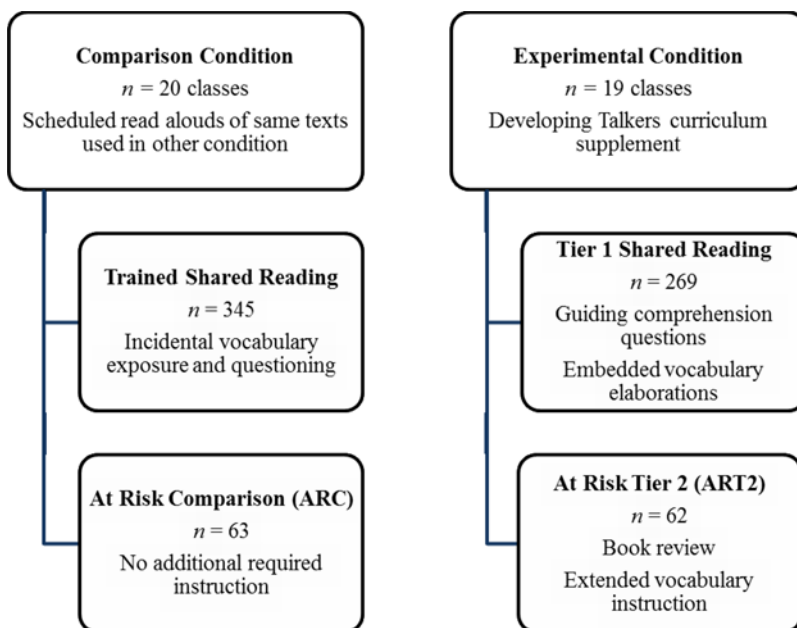 Comparison Condition
n = 20 classes
Scheduled read alouds of same texts
used in other condition
Trained Shared Reading
n = 345
Incidental vocabulary
exposure and questioning
At Risk Comparison (ARC)
n = 63
No additional required
instruction
Experimental Condition
n = 19 classes
Developing Talkers curriculum
supplement
Tier 1 Shared Reading
n = 269
Guiding comprehension
questions
Embedded vocabulary
elaborations
At Risk Tier 2 (ART2)
n = 62
Book review
Extended vocabulary
instruction